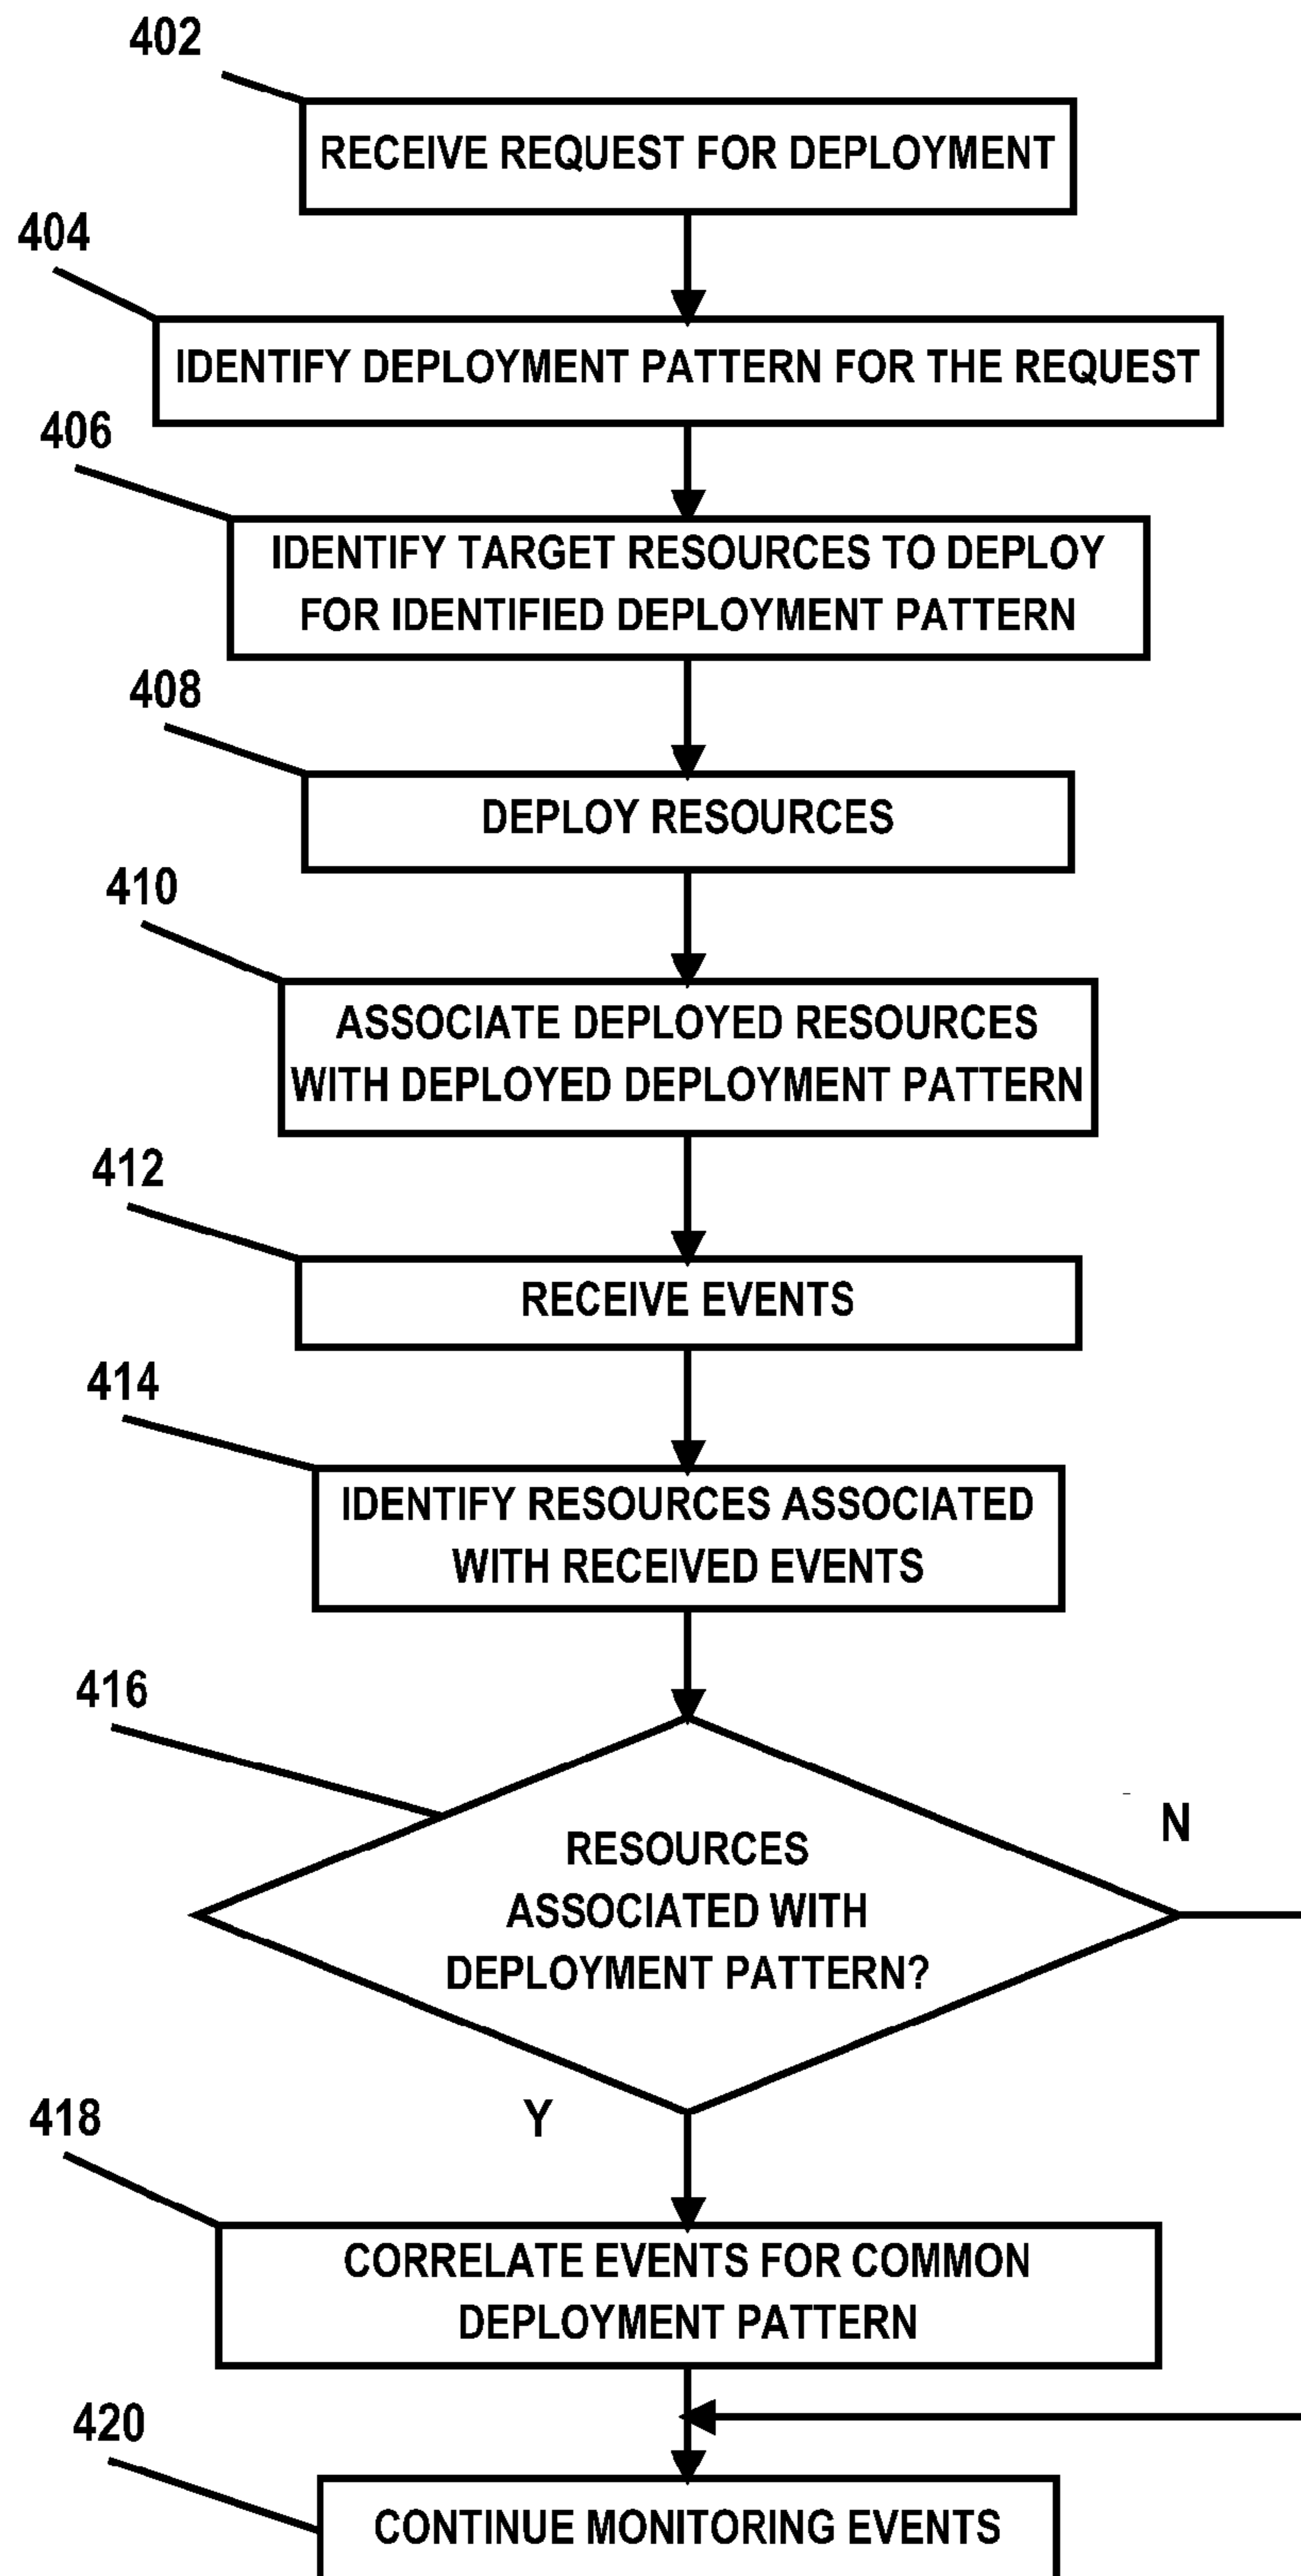 402
RECEIVE REQUEST FOR DEPLOYMENT
404
IDENTIFY DEPLOYMENT PATTERN FOR THE REQUEST
406
IDENTIFY TARGET RESOURCES TO DEPLOY
FOR IDENTIFIED DEPLOYMENT PATTERN
408
DEPLOY RESOURCES
410
ASSOCIATE DEPLOYED RESOURCES
WITH DEPLOYED DEPLOYMENT PATTERN
412
RECEIVE EVENTS
414
IDENTIFY RESOURCES ASSOCIATED
WITH RECEIVED EVENTS
416
RESOURCES
ASSOCIATED WITH
DEPLOYMENT PATTERN?
N
Y
418
CORRELATE EVENTS FOR COMMON
DEPLOYMENT PATTERN
420
CONTINUE MONITORING EVENTS